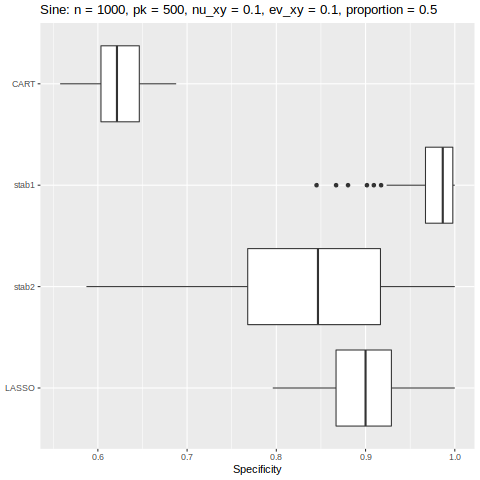 Sine: n = 1000, pk = 500, nu_xy = 0.1, ev_xy = 0.1, proportion = 0.5
CART
stab1
stab2
LASSO
0.6 0.7 0.8 0.9 1.0
Specificity